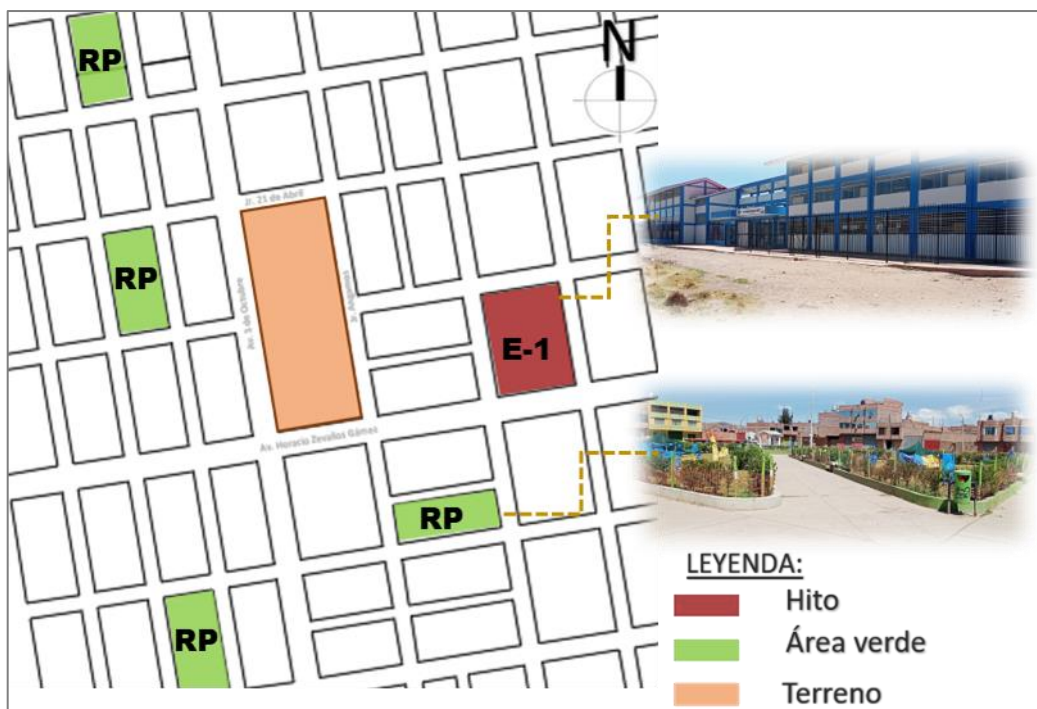 RP
N
Jr. 21 de Abril
RP
Av. 3 de Octubre
E-1
Av. Horacio Zevallos Gámez
RP
RP
LEYENDA:
Hito
Área verde
Terreno